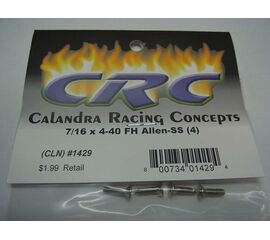 CRC
CALANDRA RACING CONCEPTS
7/16 x 4-40 FH Allen-SS (4)
(CLN) #1429
$1.99 Retail
8 00734 01429 4